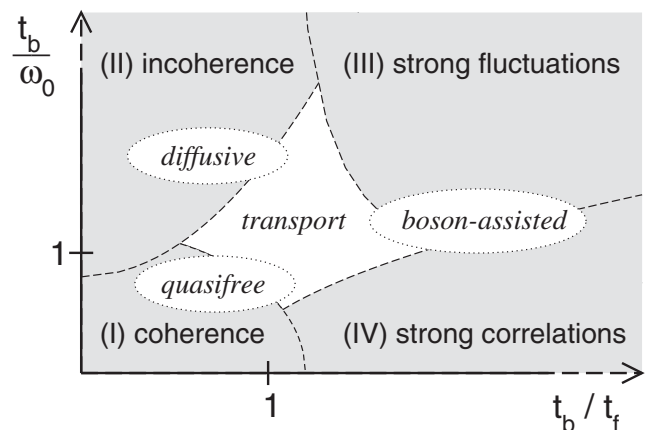 t_b
ω_0
(II) incoherence
(III) strong fluctuations
diffusive
transport
boson-assisted
1
quasifree
(I) coherence
(IV) strong correlations
1
t_b / t_f